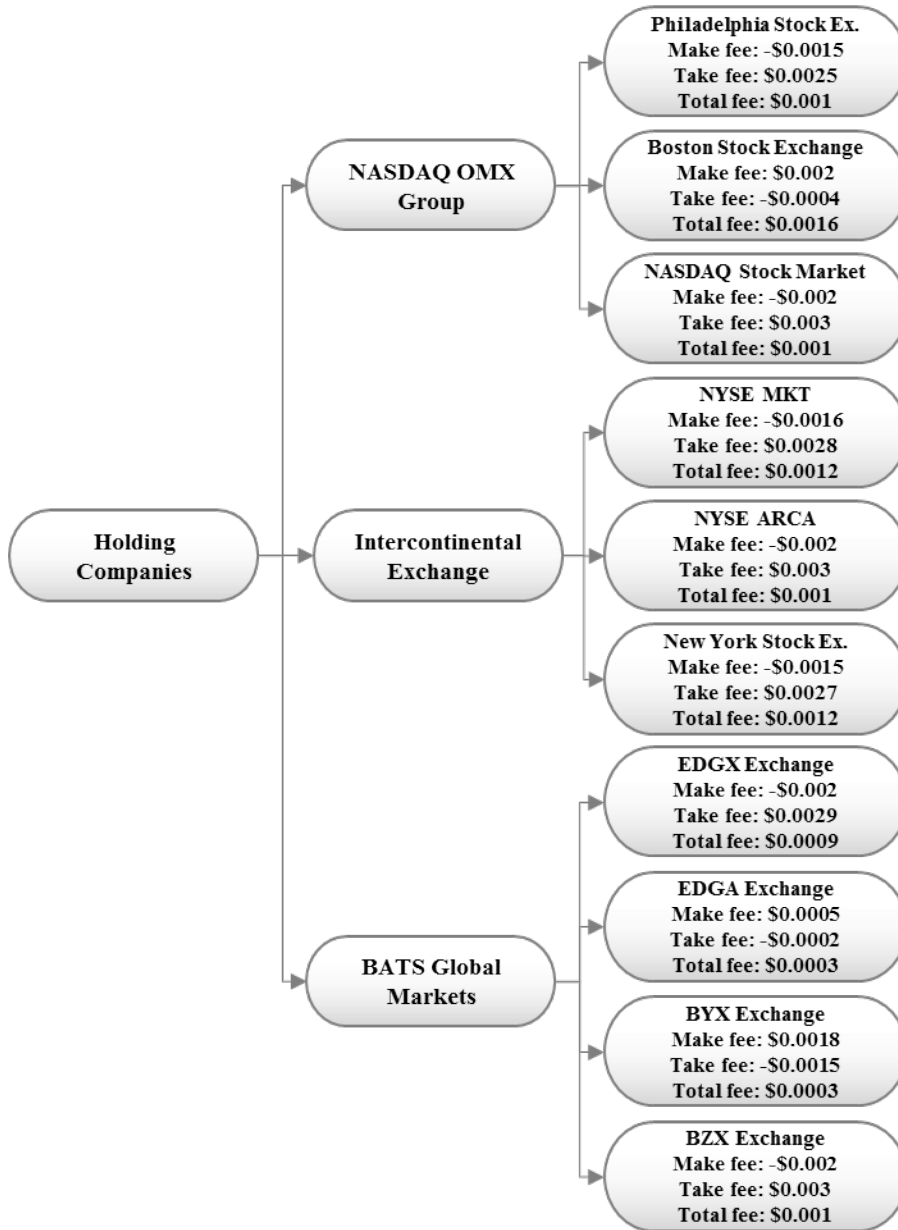 Holding
Companies
NASDAQ OMX
Group
Philadelphia Stock Ex.
Make fee: -$0.0015
Take fee: $0.0025
Total fee: $0.001
Boston Stock Exchange
Make fee: $0.002
Take fee: -$0.0004
Total fee: $0.0016
NASDAQ Stock Market
Make fee: -$0.002
Take fee: $0.003
Total fee: $0.001
Intercontinental
Exchange
NYSE MKT
Make fee: -$0.0016
Take fee: $0.0028
Total fee: $0.0012
NYSE ARCA
Make fee: -$0.002
Take fee: $0.003
Total fee: $0.001
New York Stock Ex.
Make fee: -$0.0015
Take fee: $0.0027
Total fee: $0.0012
BATS Global
Markets
EDGX Exchange
Make fee: -$0.002
Take fee: $0.0029
Total fee: $0.0009
EDGA Exchange
Make fee: $0.0005
Take fee: -$0.0002
Total fee: $0.0003
BYX Exchange
Make fee: $0.0018
Take fee: -$0.0015
Total fee: $0.0003
BZX Exchange
Make fee: -$0.002
Take fee: $0.003
Total fee: $0.001